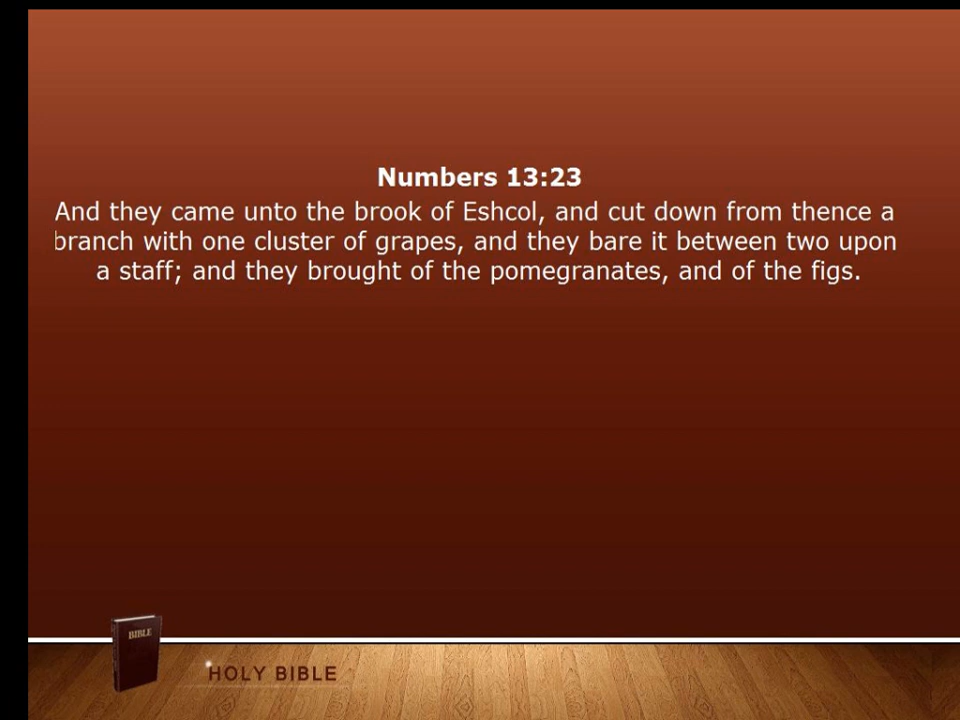 Numbers 13:23
And they came unto the brook of Eshcol, and cut down from thence a
branch with one cluster of grapes, and they bare it between two upon
a staff; and they brought of the pomegranates, and of the figs.
BIBLE
HOLY BIBLE